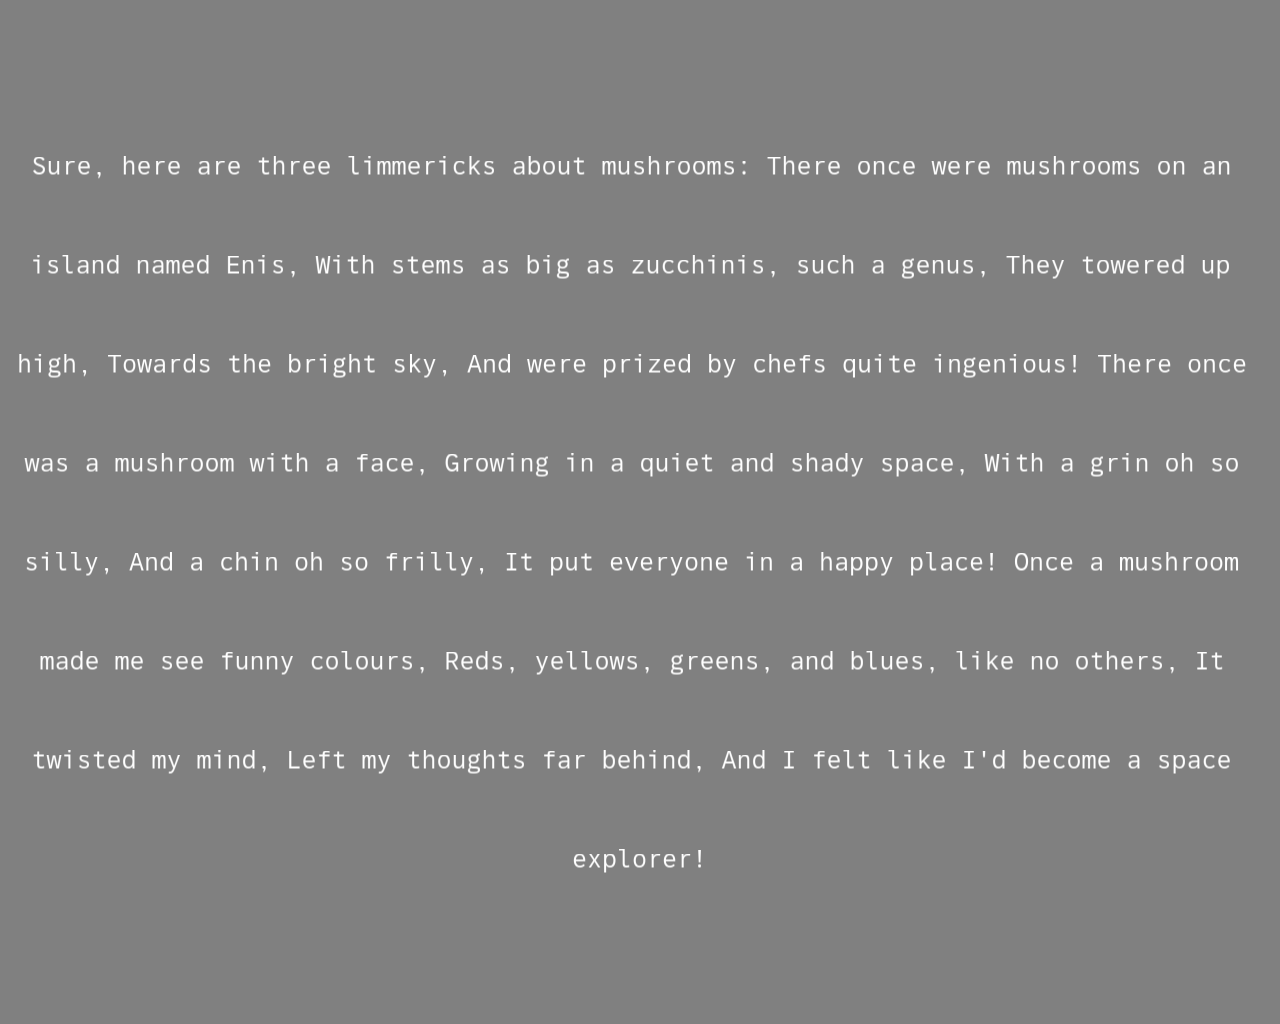 Sure, here are three limmericks about mushrooms: There once were mushrooms on an
island named Enis, With stems as big as zucchinis, such a genus, They towered up
high, Towards the bright sky, And were prized by chefs quite ingenious! There once
was a mushroom with a face, Growing in a quiet and shady space, With a grin oh so
silly, And a chin oh so frilly, It put everyone in a happy place! Once a mushroom
made me see funny colours, Reds, yellows, greens, and blues, like no others, It
twisted my mind, Left my thoughts far behind, And I felt like I'd become a space
explorer!